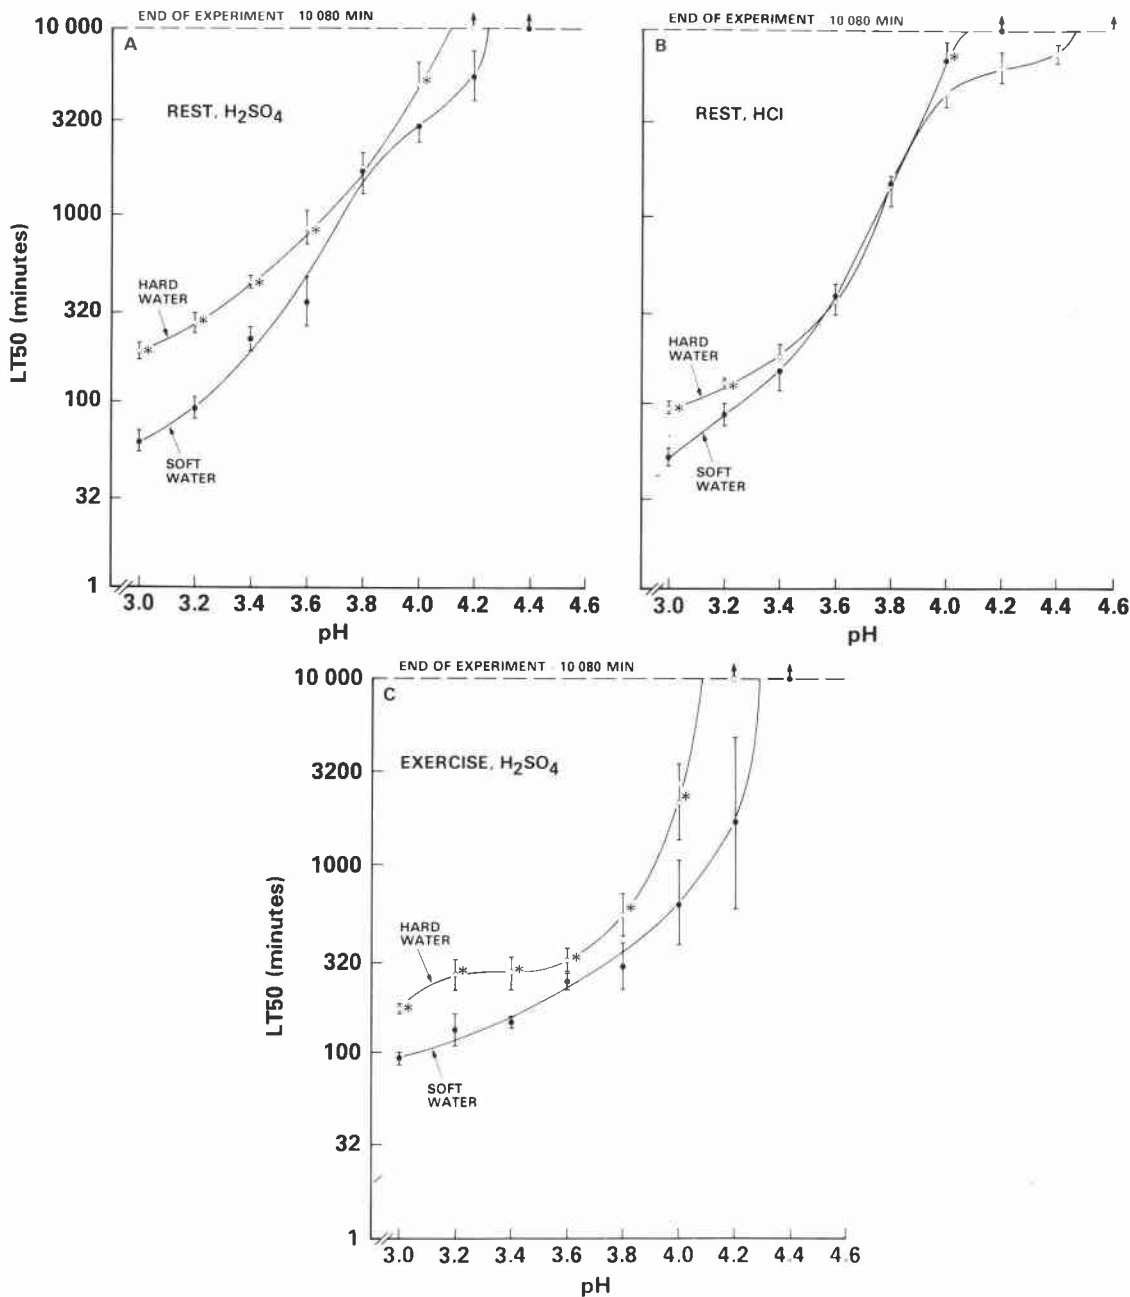 END OF EXPERIMENT 10 080 MIN
10 000
A
REST, H2SO4
3200
1000
320
100
32
1
HARD
WATER
SOFT
WATER
*
*
*
*
*
LT50 (minutes)
3.0 3.2 3.4 3.6 3.8 4.0 4.2 4.4 4.6
pH
END OF EXPERIMENT 10 080 MIN
B
REST, HCl
HARD
WATER
SOFT
WATER
*
*
*
3.0 3.2 3.4 3.6 3.8 4.0 4.2 4.4 4.6
pH
END OF EXPERIMENT 10 080 MIN
10 000
C
EXERCISE, H2SO4
3200
1000
320
100
32
1
HARD
WATER
SOFT
WATER
*
*
*
*
*
*
LT50 (minutes)
3.0 3.2 3.4 3.6 3.8 4.0 4.2 4.4 4.6
pH